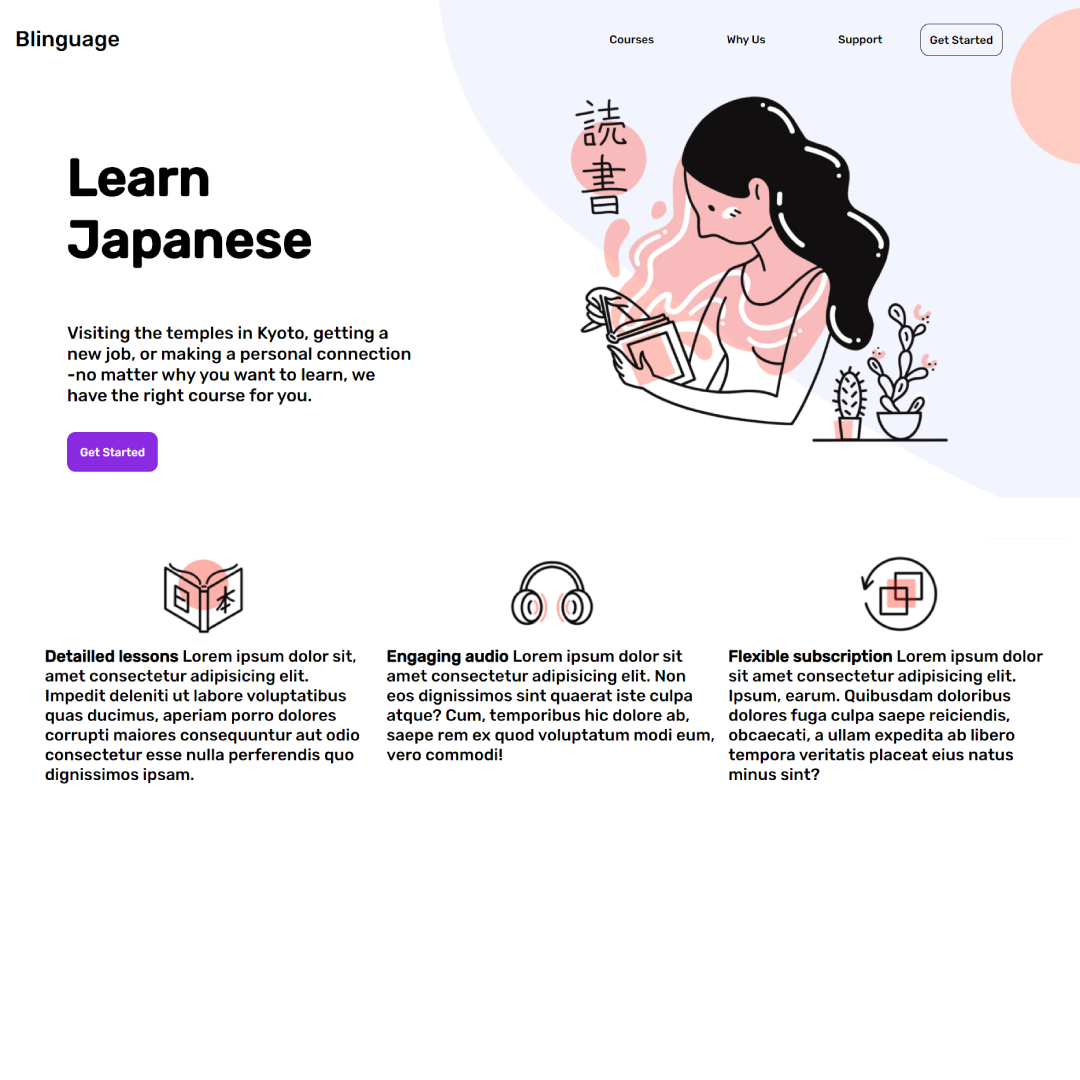 Blinguage
Courses
Why Us
Support
Get Started
読
書
Learn
Japanese
Visiting the temples in Kyoto, getting a
new job, or making a personal connection
-no matter why you want to learn, we
have the right course for you.
Get Started
日 本
Detailled lessons Lorem ipsum dolor sit,
amet consectetur adipisicing elit.
Impedit deleniti ut labore voluptatibus
quas ducimus, aperiam porro dolores
corrupti maiores consequuntur aut odio
consectetur esse nulla perferendis quo
dignissimos ipsam.
Engaging audio Lorem ipsum dolor sit
amet consectetur adipisicing elit. Non
eos dignissimos sint quaerat iste culpa
atque? Cum, temporibus hic dolore ab,
saepe rem ex quod voluptatum modi eum,
vero commodi!
Flexible subscription Lorem ipsum dolor
sit amet consectetur adipisicing elit.
Ipsum, earum. Quibusdam doloribus
dolores fuga culpa saepe reiciendis,
obcaecati, a ullam expedita ab libero
tempora veritatis placeat eius natus
minus sint?